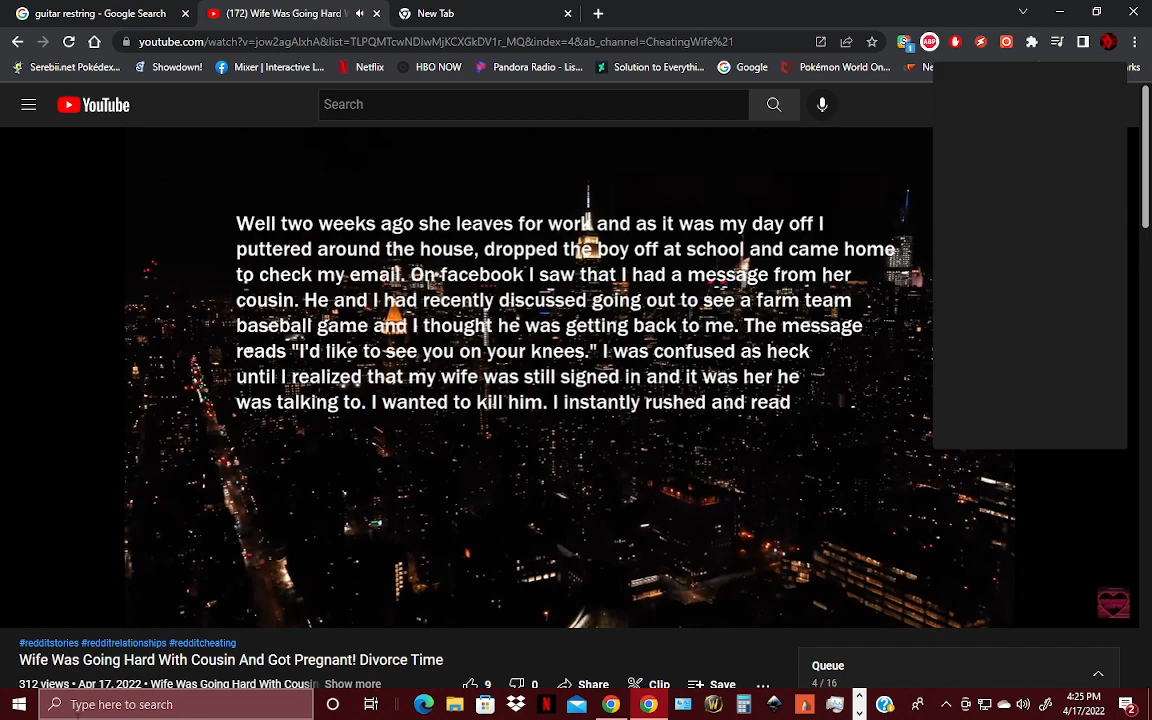 guitar restring - Google Search
(172) Wife Was Going Hard W
New Tab
youtube.com/watch?v=jow2agAlxhA&list=TLPQMTcwNDIwMjKCXGkDV1r_MQ&index=4&ab_channel=CheatingWife%21
Serebii.net Pokédex...
Showdown!
Mixer | Interactive L...
Netflix
HBO NOW
Pandora Radio - Lis...
Solution to Everythi...
Google
Pokémon World On...
YouTube
Search
Well two weeks ago she leaves for work and as it was my day off I
puttered around the house, dropped the boy off at school and came home
to check my email. On facebook I saw that I had a message from her
cousin. He and I had recently discussed going out to see a farm team
baseball game and I thought he was getting back to me. The message
reads "I'd like to see you on your knees." I was confused as heck
until I realized that my wife was still signed in and it was her he
was talking to. I wanted to kill him. I instantly rushed and read
#redditstories #redditrelationships #redditcheating
Wife Was Going Hard With Cousin And Got Pregnant! Divorce Time
312 views • Apr 17, 2022 • Wife Was Going Hard With Cousin
Show more
9
0
Share
Clip
Save
Queue
4 / 16
Type here to search
4:25 PM
4/17/2022
2